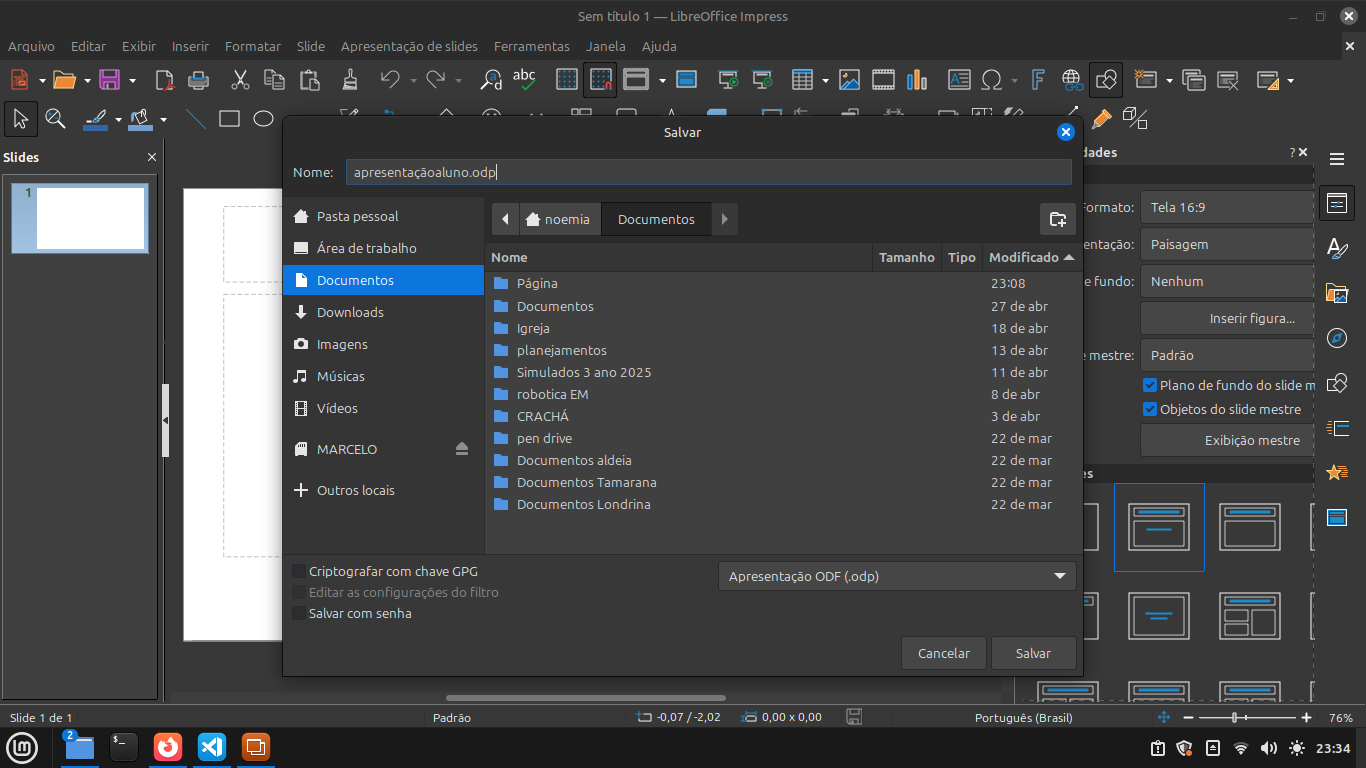 Sem título 1 — LibreOffice Impress
Arquivo Editar Exibir Inserir Formatar Slide Apresentação de slides Ferramentas Janela Ajuda
abc
Slides
1
Salvar
dades
Nome: apresentaçãoaluno.odp
Pasta pessoal
Área de trabalho
Documentos
Downloads
Imagens
Músicas
Vídeos
MARCELO
Outros locais
noemia Documentos
Nome Tamanho Tipo Modificado
Página 23:08
Documentos 27 de abr
Igreja 18 de abr
planejamentos 13 de abr
Simulados 3 ano 2025 11 de abr
robotica EM 8 de abr
CRACHÁ 3 de abr
pen drive 22 de mar
Documentos aldeia 22 de mar
Documentos Tamarana 22 de mar
Documentos Londrina 22 de mar
Criptografar com chave GPG
Editar as configurações do filtro
Salvar com senha
Apresentação ODF (.odp)
Cancelar Salvar
Formato: Tela 16:9
entação: Paisagem
e fundo: Nenhum
Inserir figura...
e mestre: Padrão
Plano de fundo do slide m
Objetos do slide mestre
Exibição mestre
es
Slide 1 de 1 Padrão -0,07 / -2,02 0,00 x 0,00 Português (Brasil) 76%
2
$_
23:34